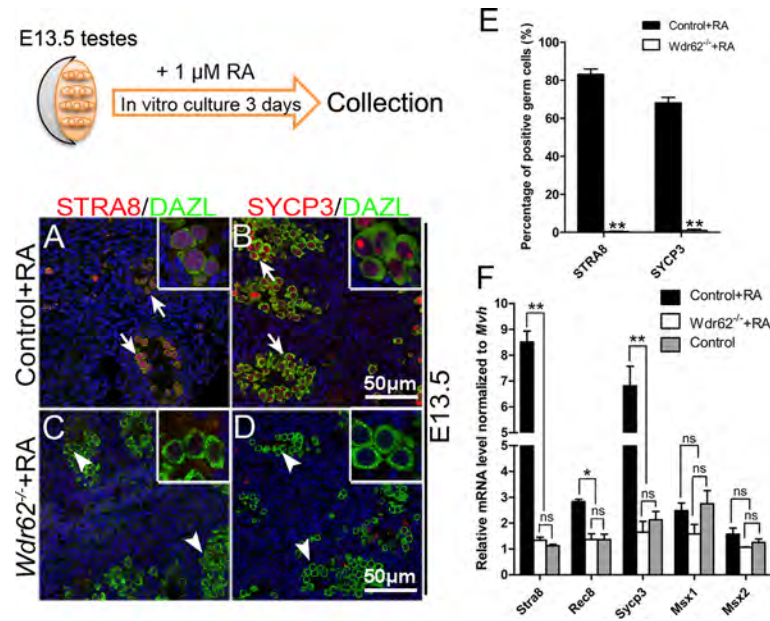 E13.5 testes
+ 1 µM RA
In vitro culture 3 days
Collection
STRA8/DAZL
SYCP3/DAZL
Control+RA
A
B
50µm
Wdr62-/-+RA
C
D
50µm
E13.5
E
Percentage of positive germ cells (%)
100
80
60
40
20
0
Control+RA
Wdr62-/-+RA
**
**
STRA8
SYCP3
F
Relative mRNA level normalized to Mvh
10
9
8
7
6
5
4
3
2
1
0
Control+RA
Wdr62-/-+RA
Control
**
ns
*
ns
**
ns
ns
ns
ns
ns
Stra8
Rec8
Sycp3
Msx1
Msx2